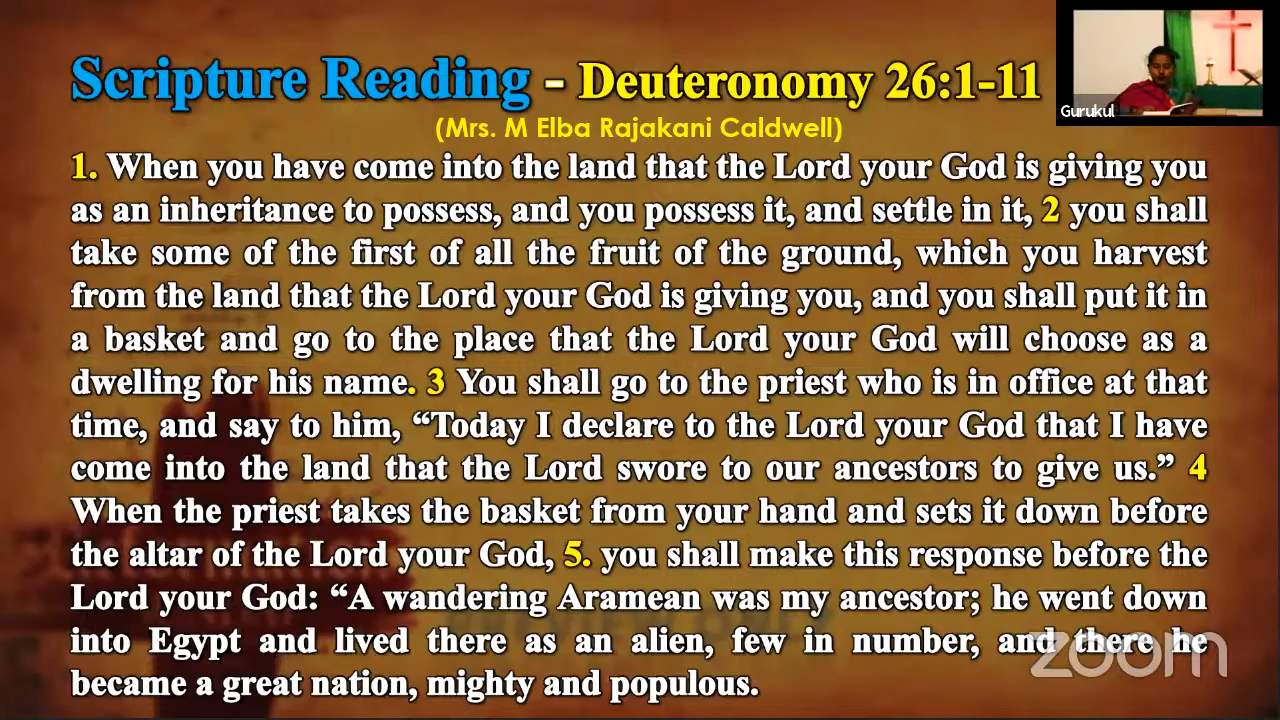 Scripture Reading - Deuteronomy 26:1-11
(Mrs. M Elba Rajakani Caldwell)
Gurukul
1. When you have come into the land that the Lord your God is giving you
as an inheritance to possess, and you possess it, and settle in it, 2 you shall
take some of the first of all the fruit of the ground, which you harvest
from the land that the Lord your God is giving you, and you shall put it in
a basket and go to the place that the Lord your God will choose as a
dwelling for his name. 3 You shall go to the priest who is in office at that
time, and say to him, “Today I declare to the Lord your God that I have
come into the land that the Lord swore to our ancestors to give us.” 4
When the priest takes the basket from your hand and sets it down before
the altar of the Lord your God, 5. you shall make this response before the
Lord your God: “A wandering Aramean was my ancestor; he went down
into Egypt and lived there as an alien, few in number, and there he
became a great nation, mighty and populous.
zoom